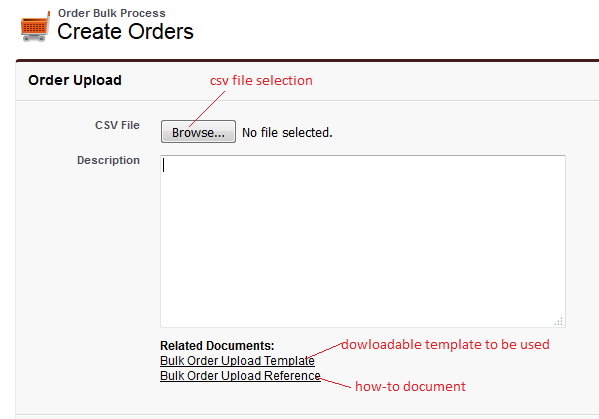 Order Bulk Process
Create Orders
Order Upload
csv file selection
CSV File
Browse... No file selected.
Description
Related Documents:
Bulk Order Upload Template
dowloadable template to be used
Bulk Order Upload Reference
how-to document